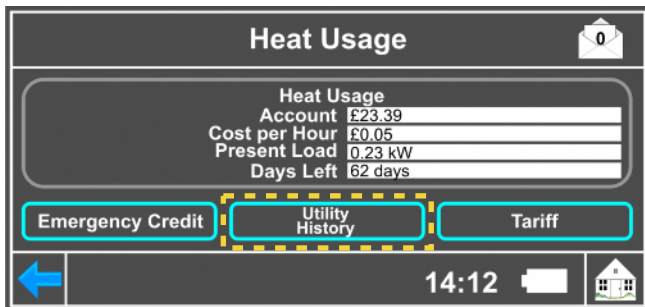 Heat Usage
0
Heat Usage
Account £23.39
Cost per Hour £0.05
Present Load 0.23 kW
Days Left 62 days
Emergency Credit
Utility
History
Tariff
14:12